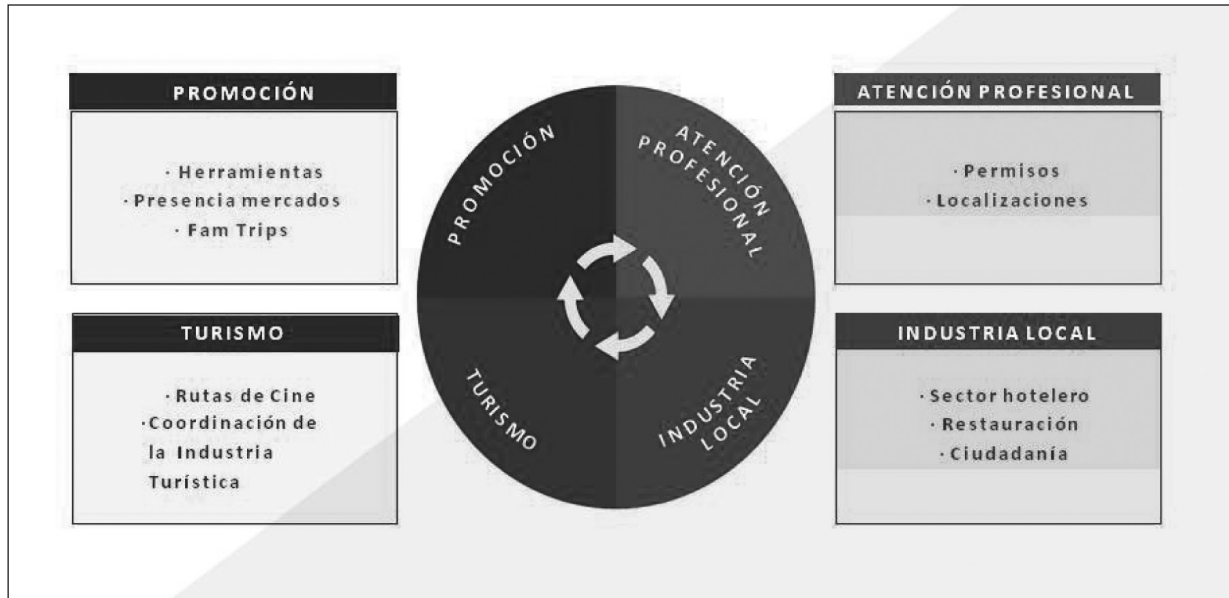 PROMOCIÓN
· Herramientas
· Presencia mercados
· Fam Trips
TURISMO
· Rutas de Cine
·Coordinación de
la Industria
Turística
PROMOCIÓN
ATENCIÓN
PROFESIONAL
TURISMO
INDUSTRIA
LOCAL
ATENCIÓN PROFESIONAL
· Permisos
· Localizaciones
INDUSTRIA LOCAL
· Sector hotelero
· Restauración
· Ciudadanía